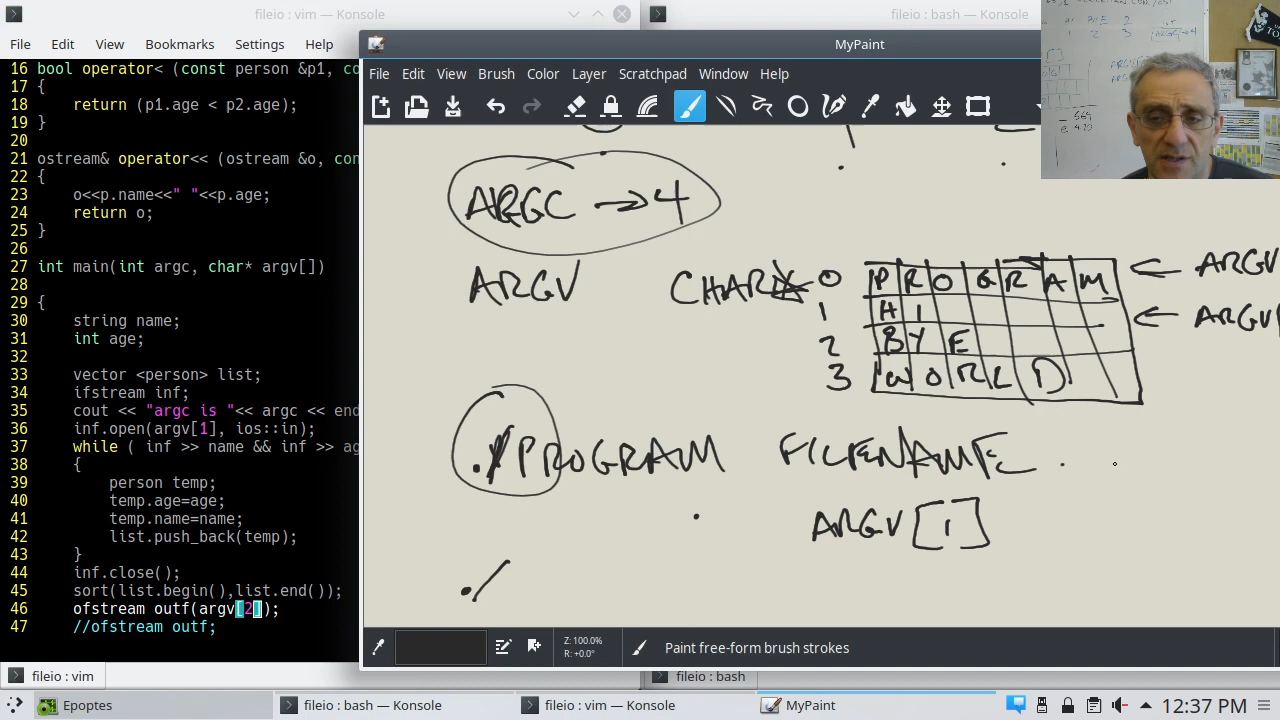 fileio : vim — Konsole
fileio : bash — Konsole
File Edit View Bookmarks Settings Help
16 bool operator< (const person &p1, co
17 {
18 return (p1.age < p2.age);
19 }
20
21 ostream& operator<< (ostream &o, con
22 {
23 o<<p.name<<" "<<p.age;
24 return o;
25 }
26
27 int main(int argc, char* argv[])
28
29 {
30 string name;
31 int age;
32
33 vector <person> list;
34 ifstream inf;
35 cout << "argc is "<< argc << end
36 inf.open(argv[1], ios::in);
37 while ( inf >> name && inf >> ag
38 {
39 person temp;
40 temp.age=age;
41 temp.name=name;
42 list.push_back(temp);
43 }
44 inf.close();
45 sort(list.begin(),list.end());
46 ofstream outf(argv[2]);
47 //ofstream outf;
fileio : vim
MyPaint
File Edit View Brush Color Layer Scratchpad Window Help
ARGC → 4
ARGV CHAR
0 PROGRAM ← ARGV
1 HI ← ARGV
2 BYE
3 WORLD
./PROGRAM FILENAME
ARGV[1]
./
Z: 100.0%
R: +0.0°
Paint free-form brush strokes
fileio : bash
Epoptes
fileio : bash — Konsole
fileio : vim — Konsole
MyPaint
12:37 PM